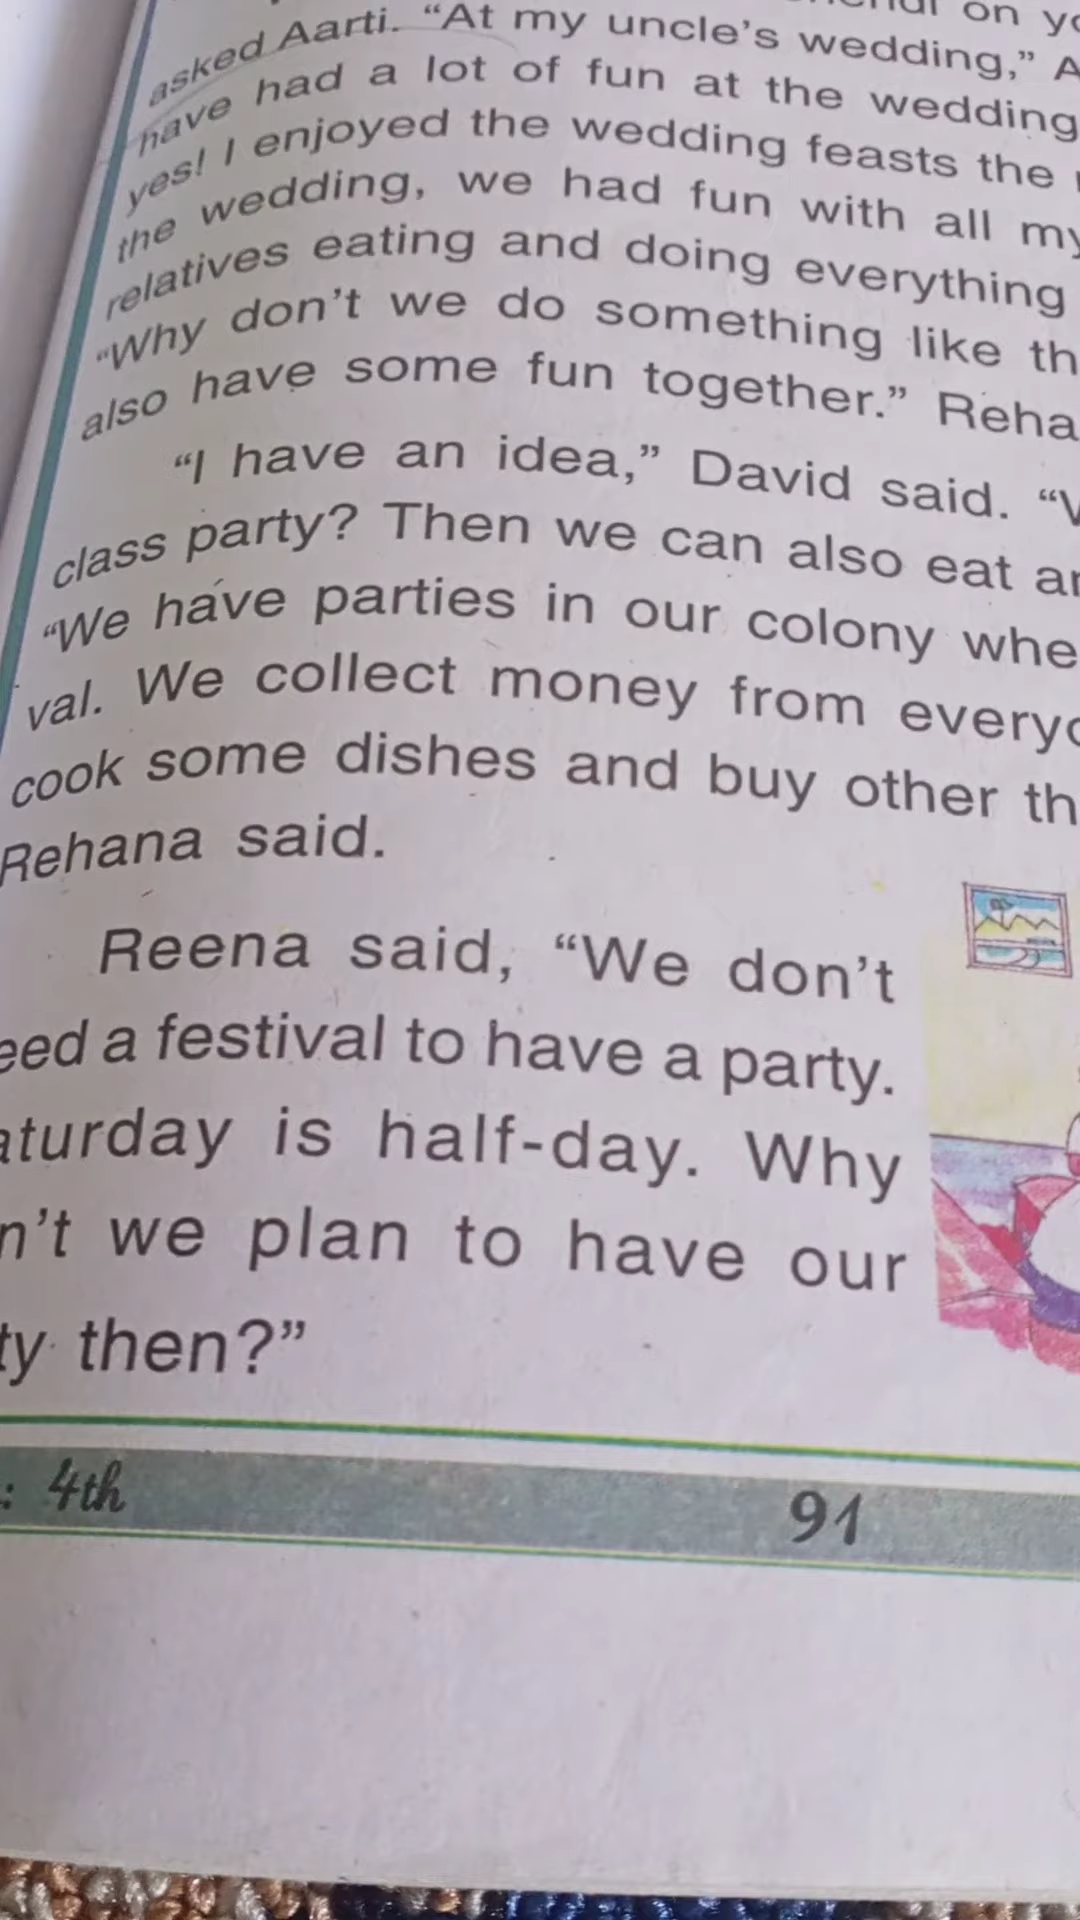 on
asked Aarti. “At my uncle’s wedding,” A
have had a lot of fun at the wedding
yes! I enjoyed the wedding feasts the
the wedding, we had fun with all my
relatives eating and doing everything
“Why don’t we do something like th
also have some fun together.” Reha
“I have an idea,” David said. “
class party? Then we can also eat
“We have parties in our colony whe
val. We collect money from every
cook some dishes and buy other th
Rehana said.
Reena said, “We don’t
eed a festival to have a party.
aturday is half-day. Why
n’t we plan to have our
ty then?”
: 4th
91